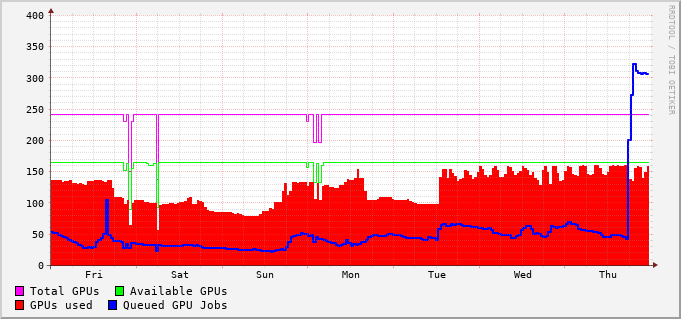 400
350
300
250
200
150
100
50
0
Fri Sat Sun Mon Tue Wed Thu
Total GPUs Available GPUs
GPUs used Queued GPU Jobs
RRDTOOL / TOBI OETIKER